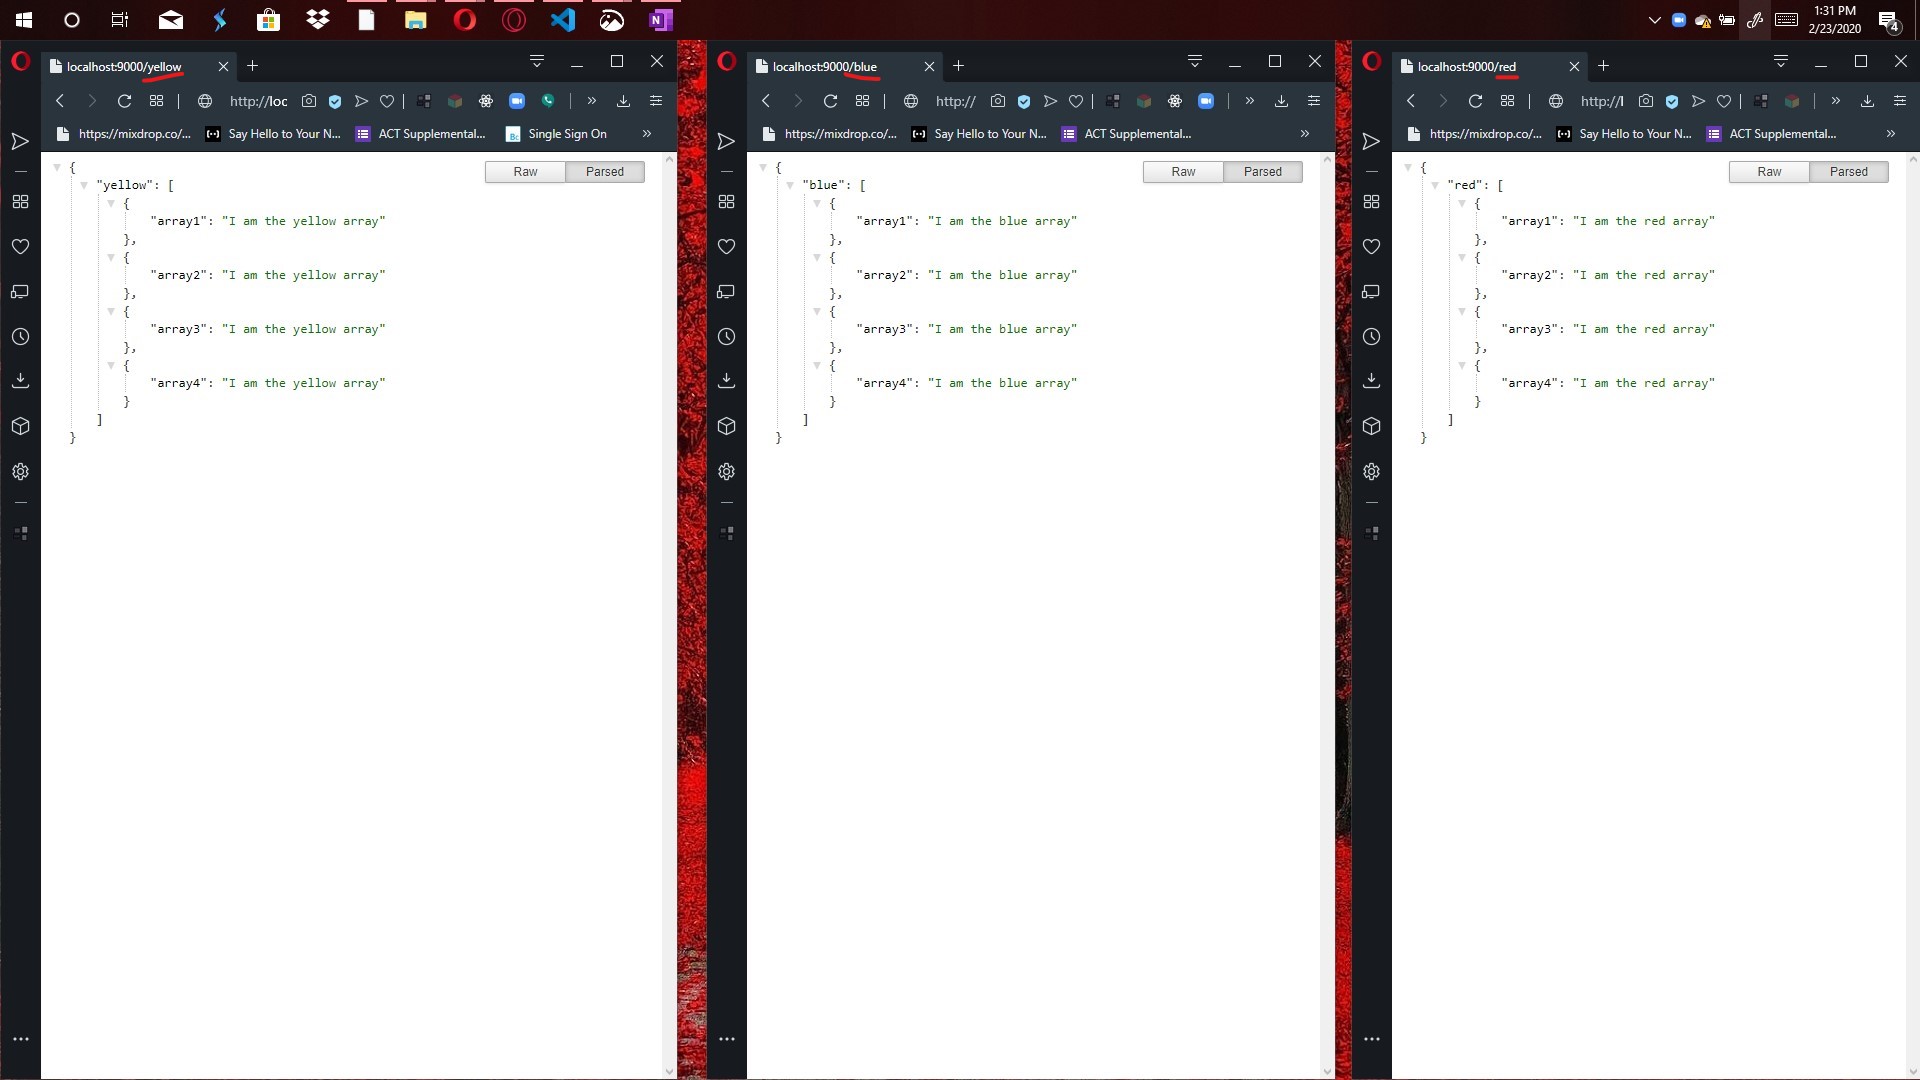 1:31 PM
2/23/2020
4
localhost:9000/yellow
http://loc
https://mixdrop.co/...
Say Hello to Your N...
ACT Supplemental...
Bc
Single Sign On
Raw
Parsed
{
"yellow": [
{
"array1": "I am the yellow array"
},
{
"array2": "I am the yellow array"
},
{
"array3": "I am the yellow array"
},
{
"array4": "I am the yellow array"
}
]
}
localhost:9000/blue
http://
https://mixdrop.co/...
Say Hello to Your N...
ACT Supplemental...
Raw
Parsed
{
"blue": [
{
"array1": "I am the blue array"
},
{
"array2": "I am the blue array"
},
{
"array3": "I am the blue array"
},
{
"array4": "I am the blue array"
}
]
}
localhost:9000/red
http://l
https://mixdrop.co/...
Say Hello to Your N...
ACT Supplemental...
Raw
Parsed
{
"red": [
{
"array1": "I am the red array"
},
{
"array2": "I am the red array"
},
{
"array3": "I am the red array"
},
{
"array4": "I am the red array"
}
]
}